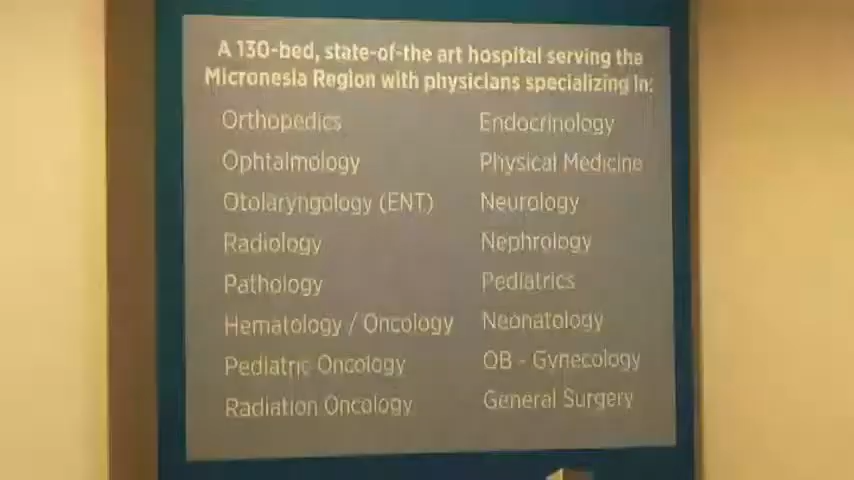 A 130-bed, state-of-the art hospital serving the
Micronesia Region with physicians specializing in:
Orthopedics
Ophtalmology
Otolaryngology (ENT)
Radiology
Pathology
Hematology / Oncology
Pediatric Oncology
Radiation Oncology
Endocrinology
Physical Medicine
Neurology
Nephrology
Pediatrics
Neonatology
OB - Gynecology
General Surgery